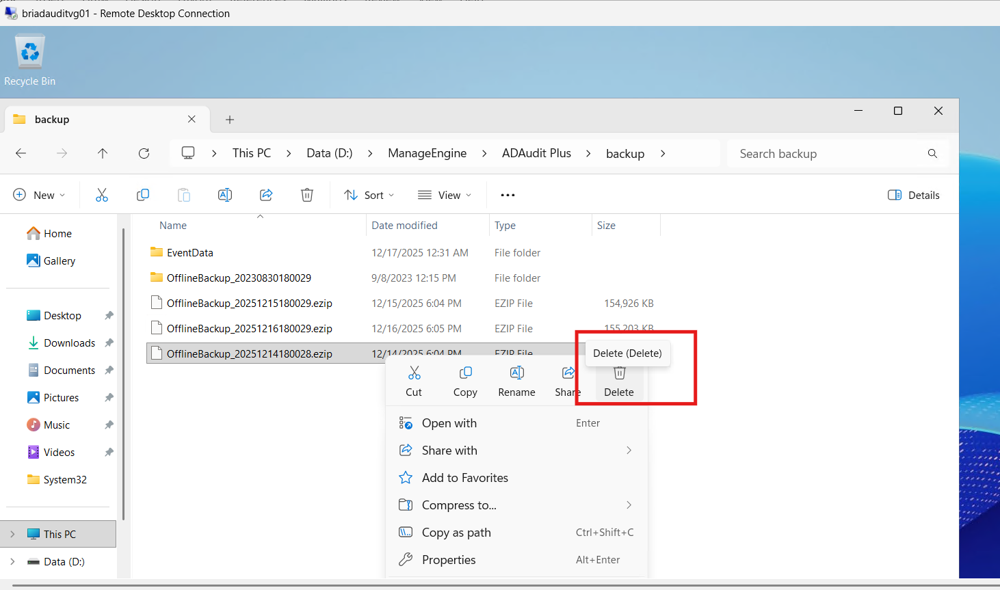 briadauditvg01 - Remote Desktop Connection
Recycle Bin
backup
This PC > Data (D:) > ManageEngine > ADAudit Plus > backup >
Search backup
New
Sort
View
Details
Name
Date modified
Type
Size
Home
Gallery
Desktop
Downloads
Documents
Pictures
Music
Videos
System32
This PC
Data (D:)
EventData 12/17/2025 12:31 AM File folder
OfflineBackup_20230830180029 9/8/2023 12:15 PM File folder
OfflineBackup_20251215180029.ezip 12/15/2025 6:04 PM EZIP File 154,926 KB
OfflineBackup_20251216180029.ezip 12/16/2025 6:05 PM EZIP File 155,203 KB
OfflineBackup_20251214180028.ezip 12/14/2025 6:04 PM EZIP File
Delete (Delete)
Cut
Copy
Rename
Share
Delete
Open with Enter
Share with
Add to Favorites
Compress to...
Copy as path Ctrl+Shift+C
Properties Alt+Enter